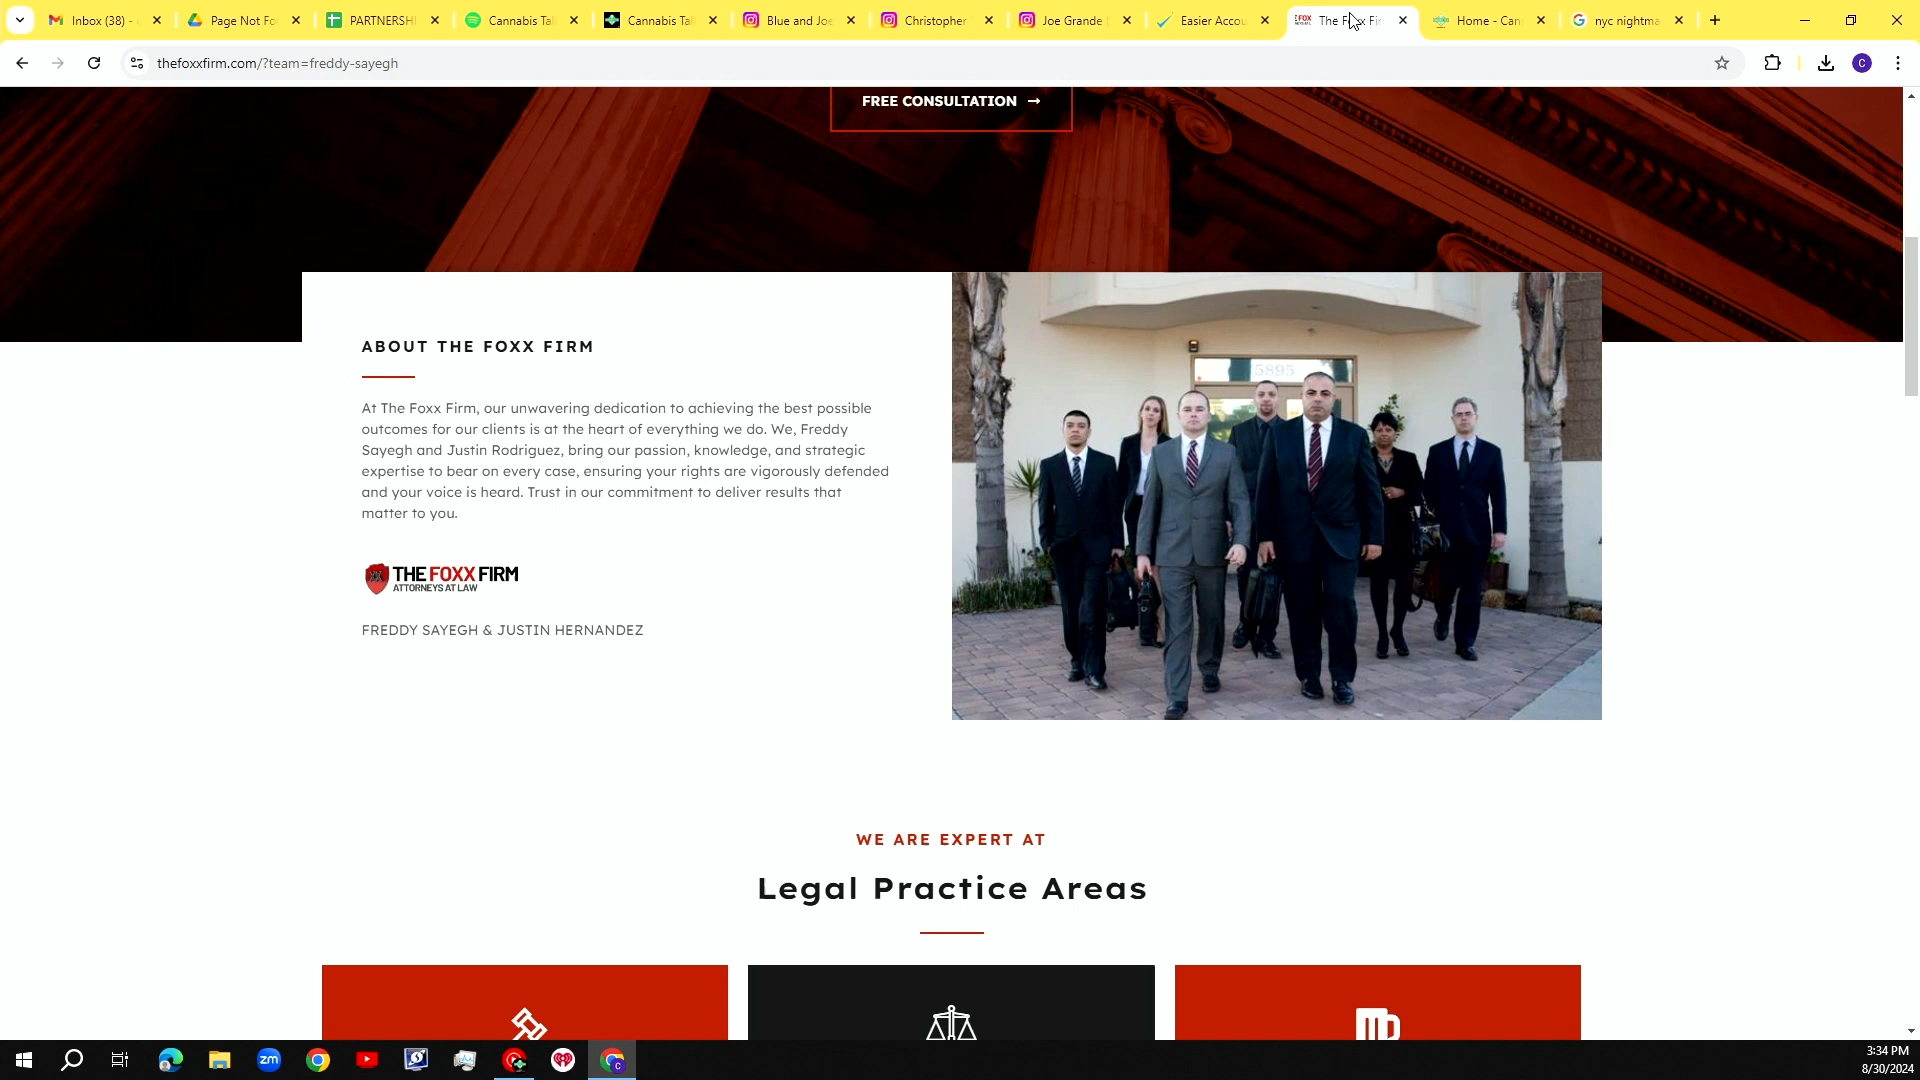 Inbox (38) -
Page Not Fo
PARTNERSHI
Cannabis Tal
Cannabis Tal
Blue and Joe
Christopher
Joe Grande (
Easier Accou
The Foxx Fir
Home - Can
nyc nightma
thefoxxfirm.com/?team=freddy-sayegh
C
FREE CONSULTATION →
5895
ABOUT THE FOXX FIRM
At The Foxx Firm, our unwavering dedication to achieving the best possible
outcomes for our clients is at the heart of everything we do. We, Freddy
Sayegh and Justin Rodriguez, bring our passion, knowledge, and strategic
expertise to bear on every case, ensuring your rights are vigorously defended
and your voice is heard. Trust in our commitment to deliver results that
matter to you.
THE FOXX FIRM
ATTORNEYS AT LAW
FREDDY SAYEGH & JUSTIN HERNANDEZ
WE ARE EXPERT AT
Legal Practice Areas
zm
C
3:34 PM
8/30/2024